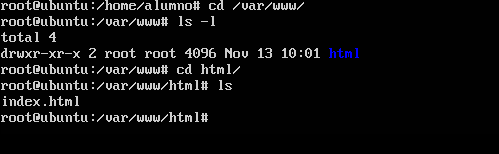 root@ubuntu:/home/alumno# cd /var/www/
root@ubuntu:/var/www# ls -l
total 4
drwxr-xr-x 2 root root 4096 Nov 13 10:01 html
root@ubuntu:/var/www# cd html/
root@ubuntu:/var/www/html# ls
index.html
root@ubuntu:/var/www/html#